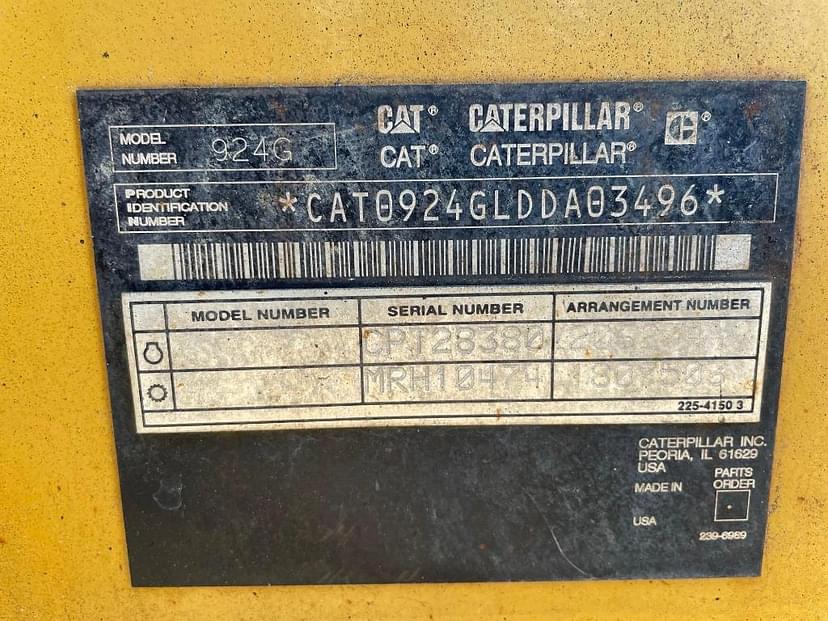 CAT® CATERPILLAR® ®
CAT® CATERPILLAR®
MODEL NUMBER 924G
PRODUCT IDENTIFICATION NUMBER *CAT0924GLDDA03496*
MODEL NUMBER SERIAL NUMBER ARRANGEMENT NUMBER
CPT28380
MRH10474
225-4150 3
CATERPILLAR INC.
PEORIA, IL 61629
USA
PARTS ORDER
MADE IN
USA
239-6989